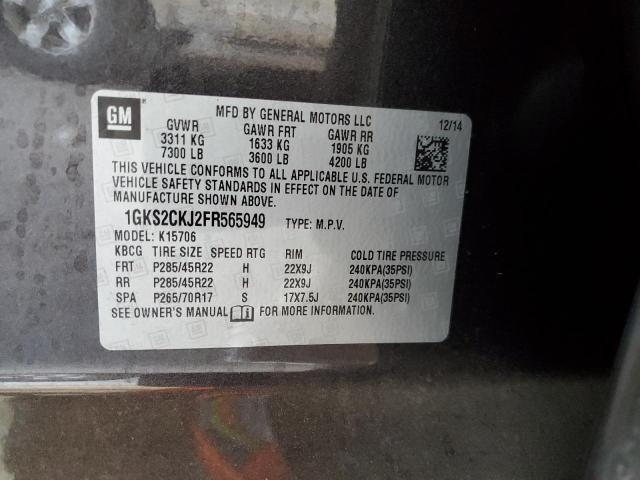 GM
MFD BY GENERAL MOTORS LLC
12/14
GVWR GAWR FRT GAWR RR
3311 KG 1633 KG 1905 KG
7300 LB 3600 LB 4200 LB
THIS VEHICLE CONFORMS TO ALL APPLICABLE U.S. FEDERAL MOTOR
VEHICLE SAFETY STANDARDS IN EFFECT ON THE DATE OF
MANUFACTURE SHOWN ABOVE.
1GKS2CKJ2FR565949 TYPE: M.P.V.
MODEL: K15706
KBCG TIRE SIZE SPEED RTG RIM COLD TIRE PRESSURE
FRT P285/45R22 H 22X9J 240KPA(35PSI)
RR P285/45R22 H 22X9J 240KPA(35PSI)
SPA P265/70R17 S 17X7.5J 240KPA(35PSI)
SEE OWNER'S MANUAL FOR MORE INFORMATION.